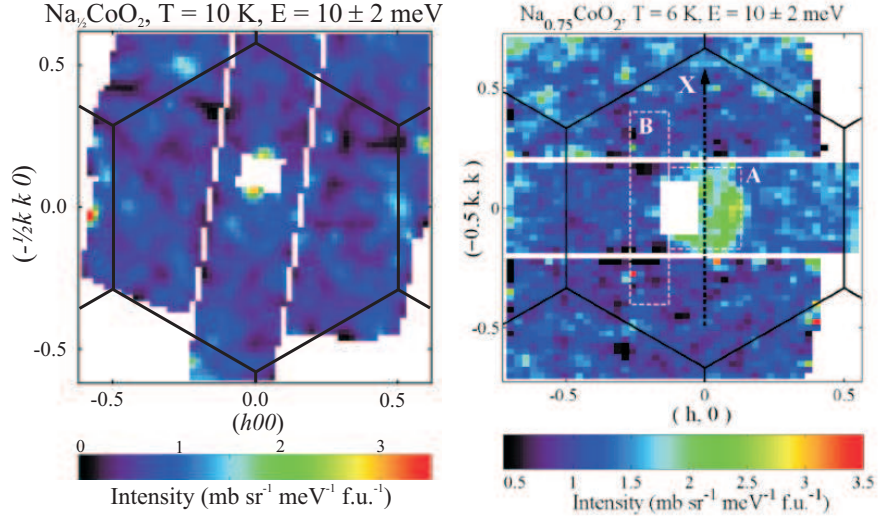 Na½CoO₂, T = 10 K, E = 10 ± 2 meV
0.5
0.0
-0.5
(-½k k 0)
-0.5
0.0
0.5
(h00)
0
1
2
3
Intensity (mb sr⁻¹ meV⁻¹ f.u.⁻¹)
Na₀.₇₅CoO₂, T = 6 K, E = 10 ± 2 meV
0.5
0
-0.5
(−0.5 k, k)
X
B
A
-0.5
0
0.5
( h, 0 )
0.5
1
1.5
2
2.5
3
3.5
Intensity (mb sr⁻¹ meV⁻¹ f.u.⁻¹)